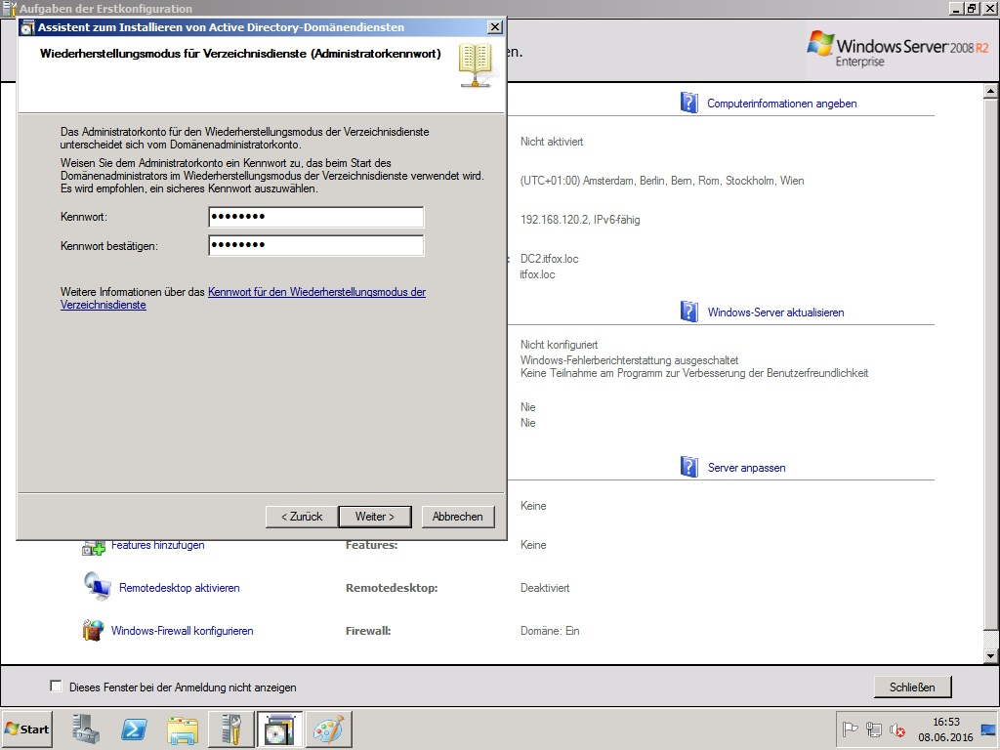 Aufgaben der Erstkonfiguration
Assistent zum Installieren von Active Directory-Domänendiensten
Wiederherstellungsmodus für Verzeichnisdienste (Administratorkennwort)
en.
Windows Server 2008 R2
Enterprise
Das Administratorkonto für den Wiederherstellungsmodus der Verzeichnisdienste
unterscheidet sich vom Domänenadministratorkonto.
Weisen Sie dem Administratorkonto ein Kennwort zu, das beim Start des
Domänenadministrators im Wiederherstellungsmodus der Verzeichnisdienste verwendet wird.
Es wird empfohlen, ein sicheres Kennwort auszuwählen.
Kennwort: ●●●●●●●●
Kennwort bestätigen: ●●●●●●●●
Weitere Informationen über das Kennwort für den Wiederherstellungsmodus der
Verzeichnisdienste
< Zurück Weiter > Abbrechen
Computerinformationen angeben
Nicht aktiviert
(UTC+01:00) Amsterdam, Berlin, Bern, Rom, Stockholm, Wien
192.168.120.2, IPv6-fähig
: DC2.itfox.loc
itfox.loc
Windows-Server aktualisieren
Nicht konfiguriert
Windows-Fehlerberichterstattung ausgeschaltet
Keine Teilnahme am Programm zur Verbesserung der Benutzerfreundlichkeit
Nie
Nie
Server anpassen
Keine
Features hinzufügen Features: Keine
Remotedesktop aktivieren Remotedesktop: Deaktiviert
Windows-Firewall konfigurieren Firewall: Domäne: Ein
Dieses Fenster bei der Anmeldung nicht anzeigen Schließen
Start
16:53
08.06.2016